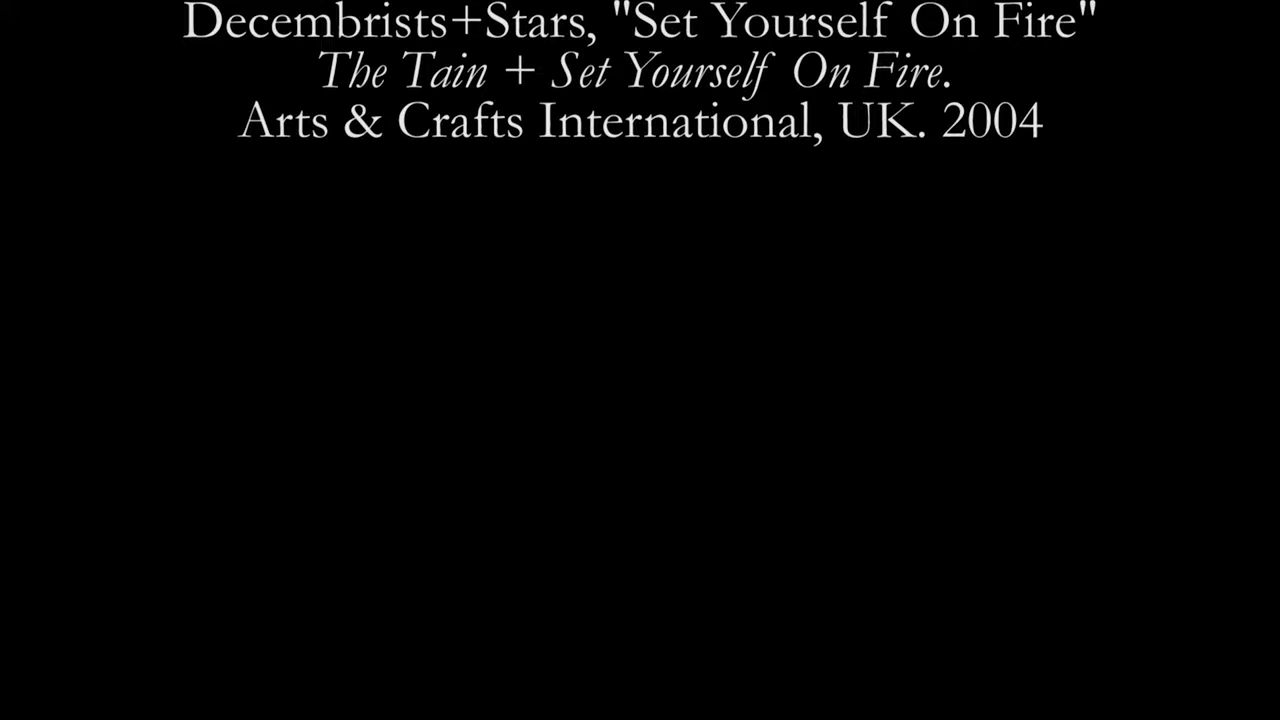 Decembrists+Stars, "Set Yourself On Fire"
The Tain + Set Yourself On Fire.
Arts & Crafts International, UK. 2004